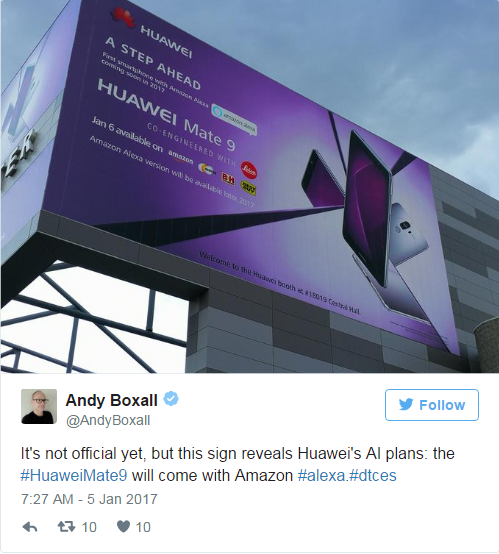 HUAWEI
A STEP AHEAD
First smartphone with Amazon Alexa
coming soon in 2017
amazon alexa
HUAWEI Mate 9
CO-ENGINEERED WITH
Leica
Jan 6 available on amazon B&H
Amazon Alexa version will be available later 2017
Welcome to the Huawei booth at #15019 Central Hall.
ER
Andy Boxall
@AndyBoxall
Follow
It's not official yet, but this sign reveals Huawei's AI plans: the
#HuaweiMate9 will come with Amazon #alexa.#dtces
7:27 AM - 5 Jan 2017
10
10